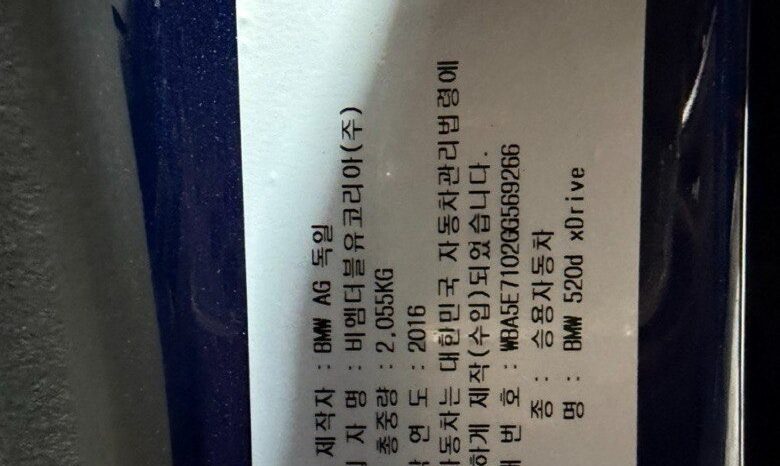 제작자 : BMW AG 독일
자 명 : 비엠더블유코리아(주)
총중량 : 2,055KG
연 도 : 2016
동차는 대한민국 자동차관리법령에
하게 제작(수입)되었습니다.
번 호 : WBA5E7102GG569266
종 : 승용자동차
명 : BMW 520d xDrive